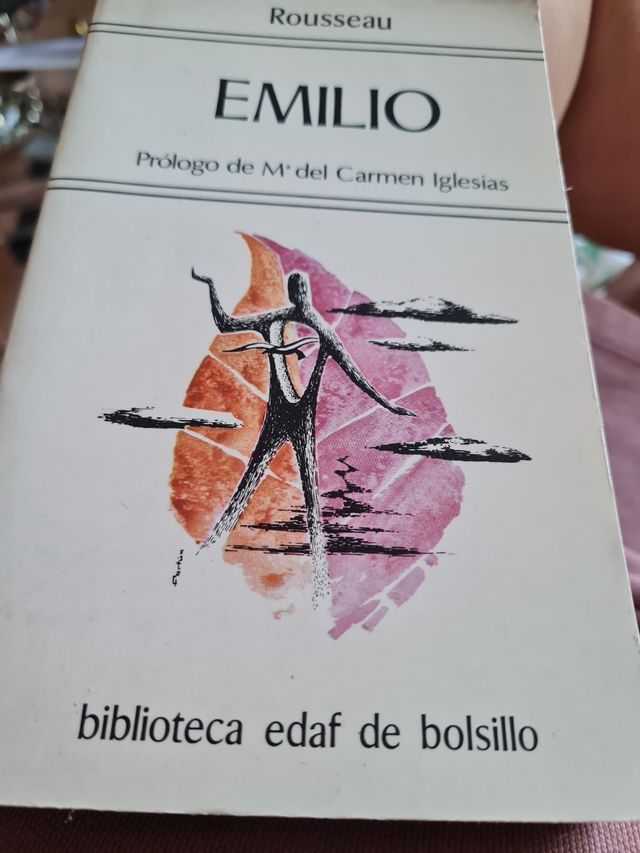 Rousseau
EMILIO
Prólogo de Mª del Carmen Iglesias
biblioteca edaf de bolsillo